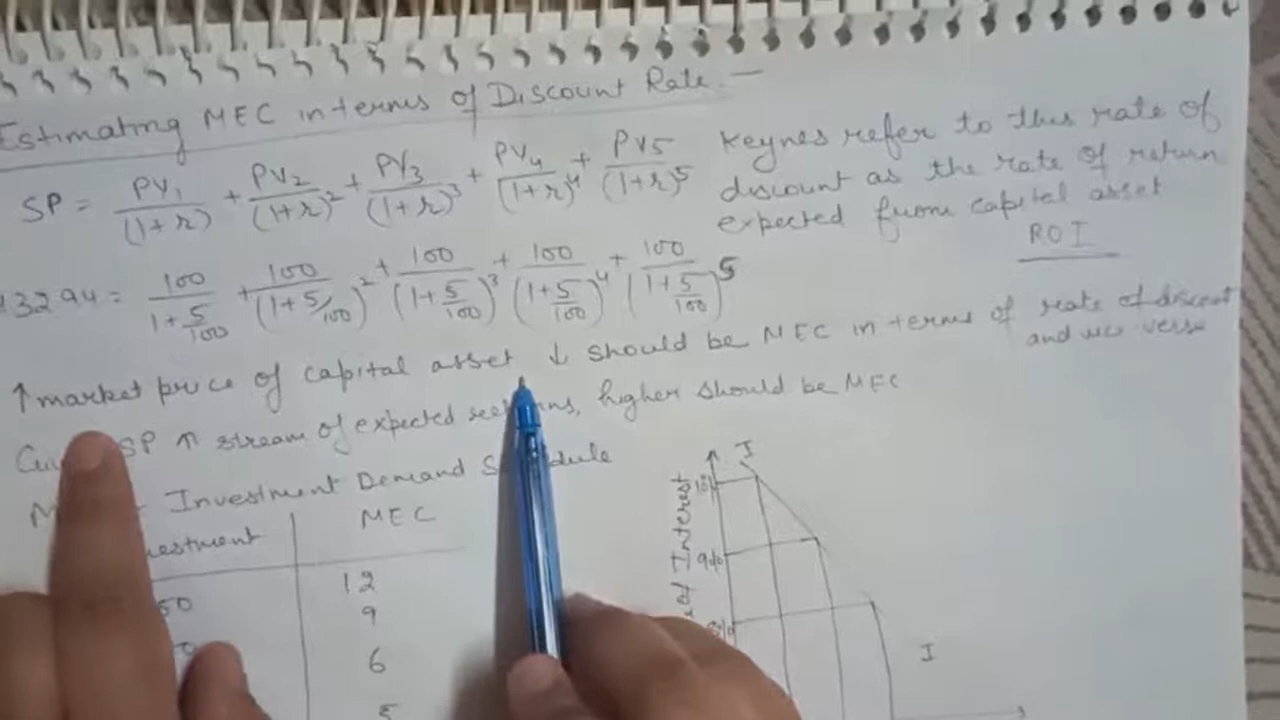 Estimating MEC in terms of Discount Rate. —
SP = PV1/(1+r) + PV2/(1+r)^2 + PV3/(1+r)^3 + PV4/(1+r)^4 + PV5/(1+r)^5
Keynes refer to this rate of
discount as the rate of return
expected from capital asset
ROI
3294 = 100/(1+5/100) + 100/(1+5/100)^2 + 100/(1+5/100)^3 + 100/(1+5/100)^4 + 100/(1+5/100)^5
↑ market price of capital asset ↓ should be MEC in terms of rate of discount
and vice versa
SP ↑ stream of expected, higher should be MEC
Investment Demand
MEC
12
50 9
6
5
I
Interest
9%
I